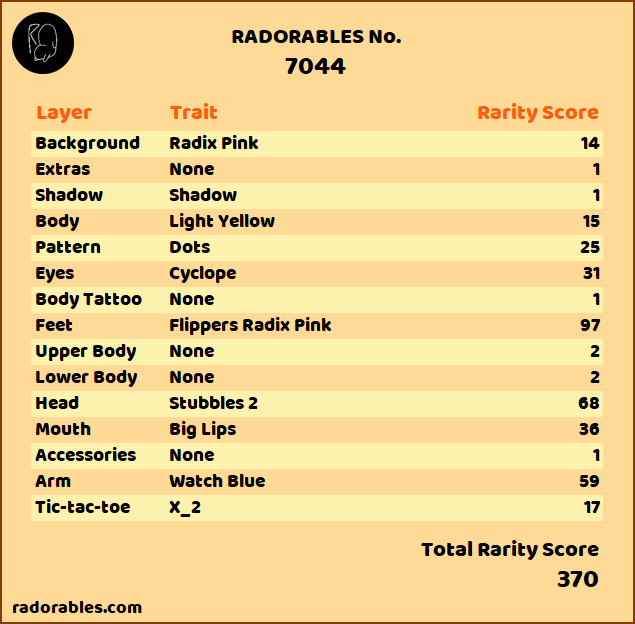 RADORABLES No.
7044
Layer Trait Rarity Score
Background Radix Pink 14
Extras None 1
Shadow Shadow 1
Body Light Yellow 15
Pattern Dots 25
Eyes Cyclope 31
Body Tattoo None 1
Feet Flippers Radix Pink 97
Upper Body None 2
Lower Body None 2
Head Stubbles 2 68
Mouth Big Lips 36
Accessories None 1
Arm Watch Blue 59
Tic-tac-toe X_2 17
Total Rarity Score
370
radorables.com